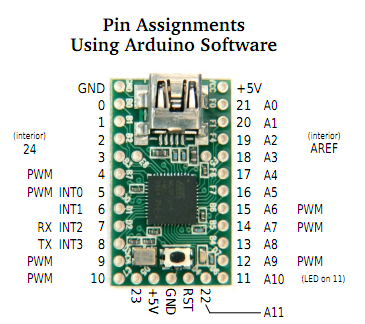 Pin Assignments
Using Arduino Software
GND +5V
0 21 A0
1 20 A1
(interior) 2 19 A2 (interior)
24 3 18 A3 AREF
PWM 4 17 A4
PWM INT0 5 16 A5
INT1 6 15 A6 PWM
RX INT2 7 14 A7 PWM
TX INT3 8 13 A8
PWM 9 12 A9 PWM
PWM 10 11 A10 (LED on 11)
23 +5V GND RST 22
A11